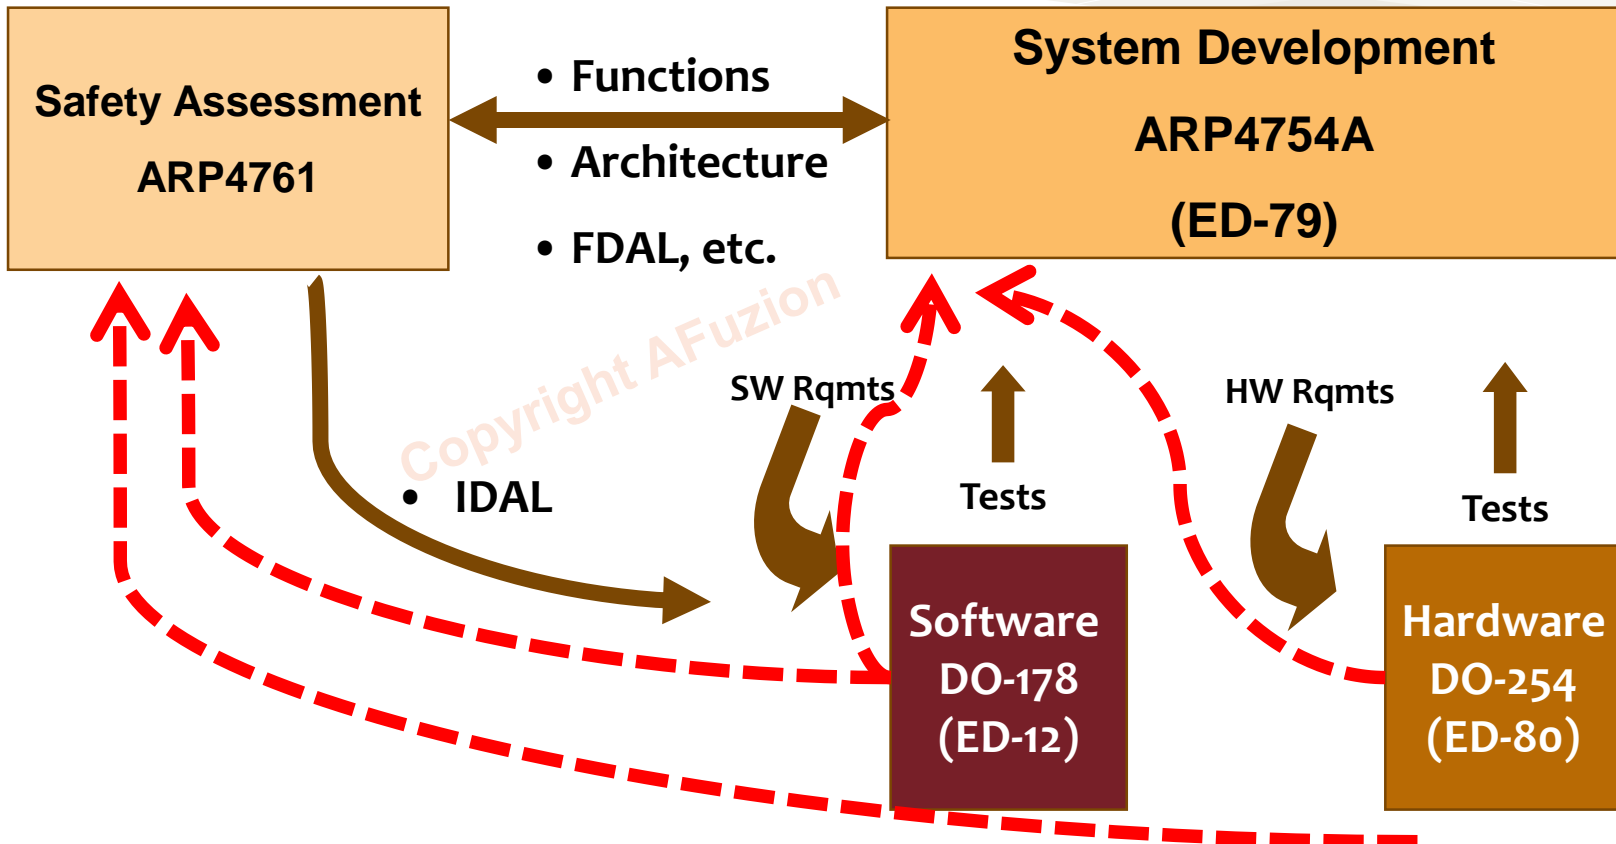 Safety Assessment
ARP4761
• Functions
• Architecture
• FDAL, etc.
System Development
ARP4754A
(ED-79)
Copyright AFuzion
SW Rqmts
HW Rqmts
• IDAL
Tests
Tests
Software
DO-178
(ED-12)
Hardware
DO-254
(ED-80)